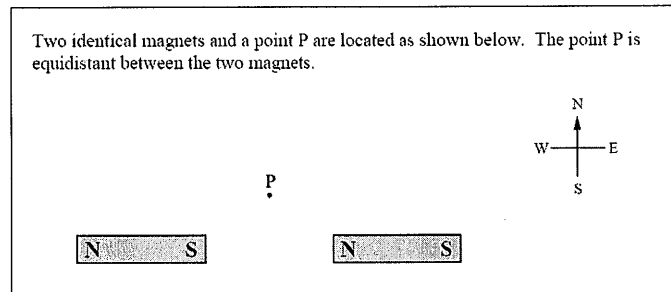 Two identical magnets and a point P are located as shown below. The point P is
equidistant between the two magnets.
N
W E
S
P
N S N S